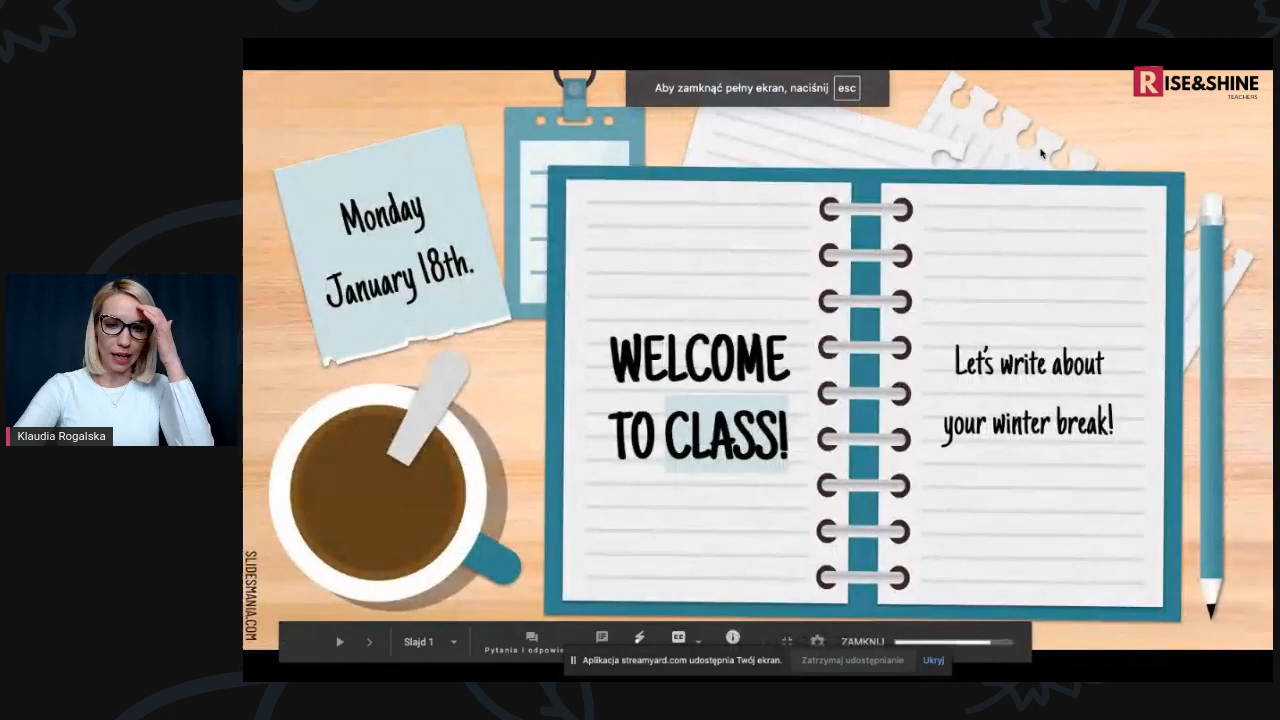 Aby zamknąć pełny ekran, naciśnij esc
RISE&SHINE
TEACHERS
Monday
January 18th.
WELCOME
TO CLASS!
Let's write about
your winter break!
Klaudia Rogalska
SLIDESMANIA.COM
Slajd 1
ZAMKNIJ
Pytania i odpowie
Aplikacja streamyard.com udostępnia Twój ekran.
Zatrzymaj udostępnianie
Ukryj